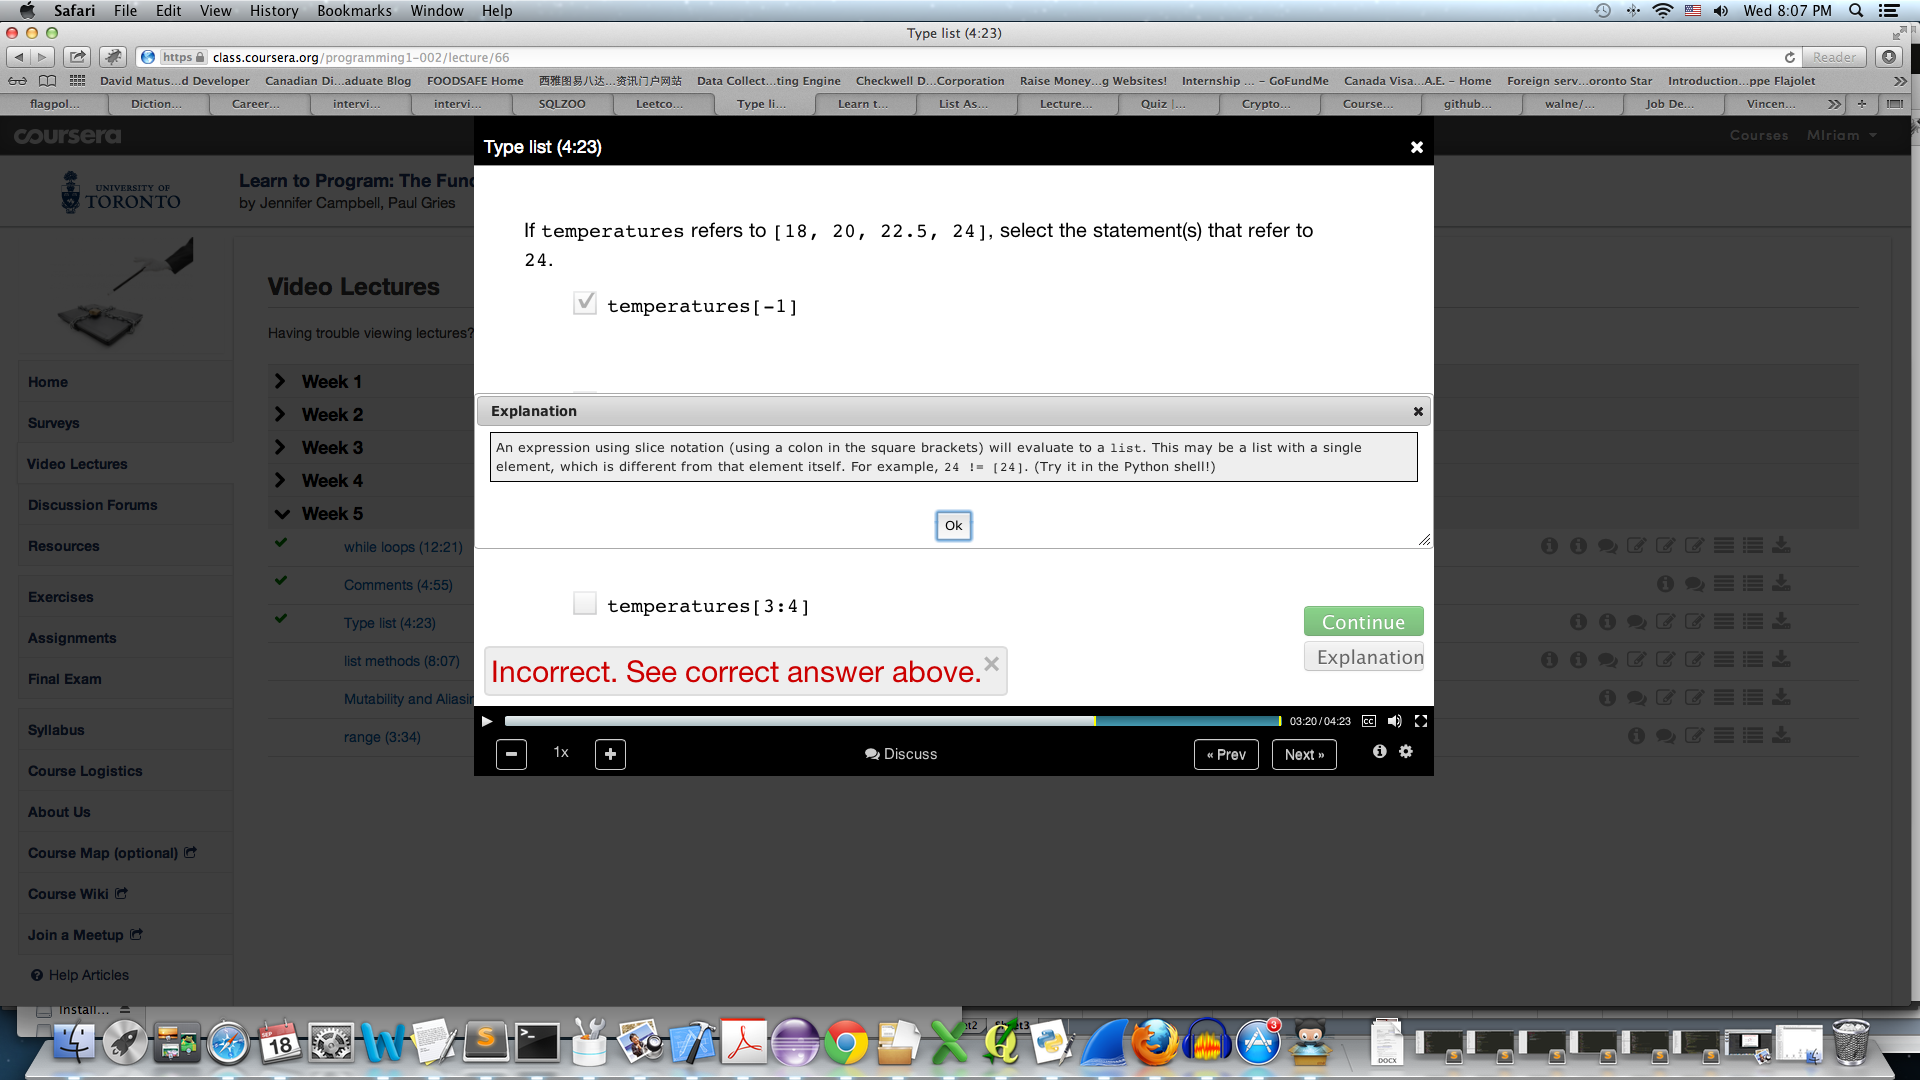 Safari File Edit View History Bookmarks Window Help Wed 8:07 PM
Type list (4:23)
https class.coursera.org/programming1-002/lecture/66 Reader
David Matus...d Developer Canadian Di...aduate Blog FOODSAFE Home 西雅图易八达...资讯门户网站 Data Collect...ting Engine Checkwell D...Corporation Raise Money...g Websites! Internship ... - GoFundMe Canada Visa...A.E. - Home Foreign serv...oronto Star Introduction...ppe Flajolet
flagpol... Diction... Career... intervi... intervi... SQLZOO Leetco... Type li... Learn t... List As... Lecture... Quiz |... Crypto... Course... github... walne/... Job De... Vincen...
coursera Courses MIriam
Type list (4:23)
UNIVERSITY OF
TORONTO
Learn to Program: The Fun
by Jennifer Campbell, Paul Gries
If temperatures refers to [18, 20, 22.5, 24], select the statement(s) that refer to
24.
temperatures[-1]
Explanation
An expression using slice notation (using a colon in the square brackets) will evaluate to a list. This may be a list with a single
element, which is different from that element itself. For example, 24 != [24]. (Try it in the Python shell!)
Ok
temperatures[3:4]
Continue
Explanation
Incorrect. See correct answer above.
03:20/04:23 CC
1x
Discuss
« Prev
Next »
Video Lectures
Having trouble viewing lectures?
Week 1
Week 2
Week 3
Week 4
Week 5
while loops (12:21)
Comments (4:55)
Type list (4:23)
list methods (8:07)
Mutability and Aliasin
range (3:34)
Home
Surveys
Video Lectures
Discussion Forums
Resources
Exercises
Assignments
Final Exam
Syllabus
Course Logistics
About Us
Course Map (optional)
Course Wiki
Join a Meetup
Help Articles
Install...
SEP
18
3
DOCX